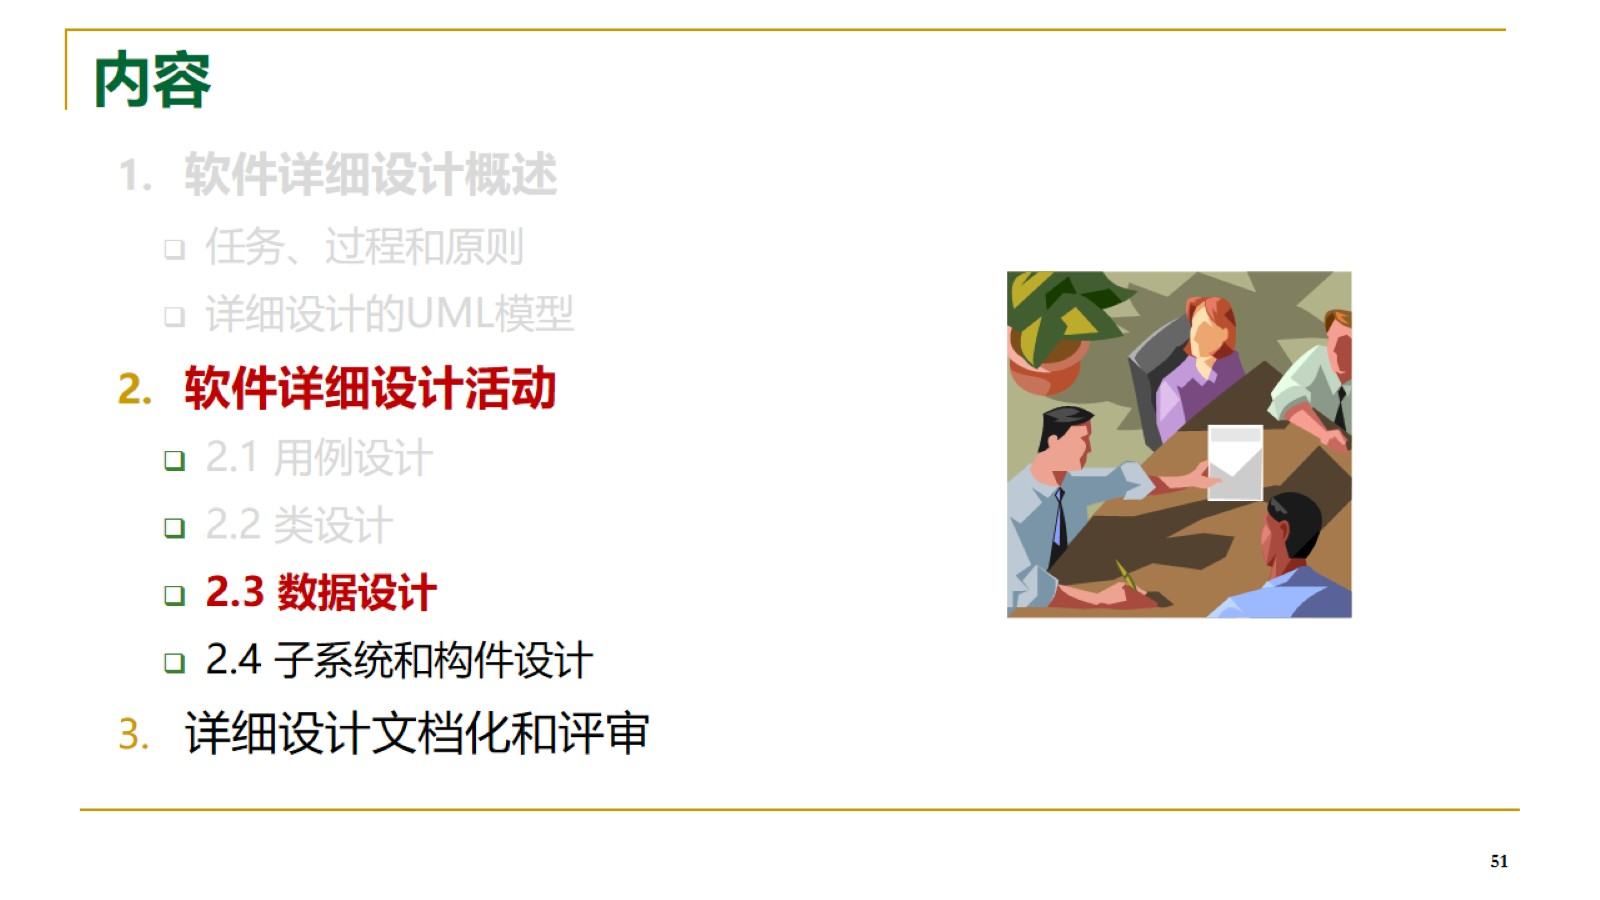 内容
1. 软件详细设计概述
❑ 任务、过程和原则
❑ 详细设计的UML模型
2. 软件详细设计活动
❑ 2.1 用例设计
❑ 2.2 类设计
❑ 2.3 数据设计
❑ 2.4 子系统和构件设计
3. 详细设计文档化和评审
51